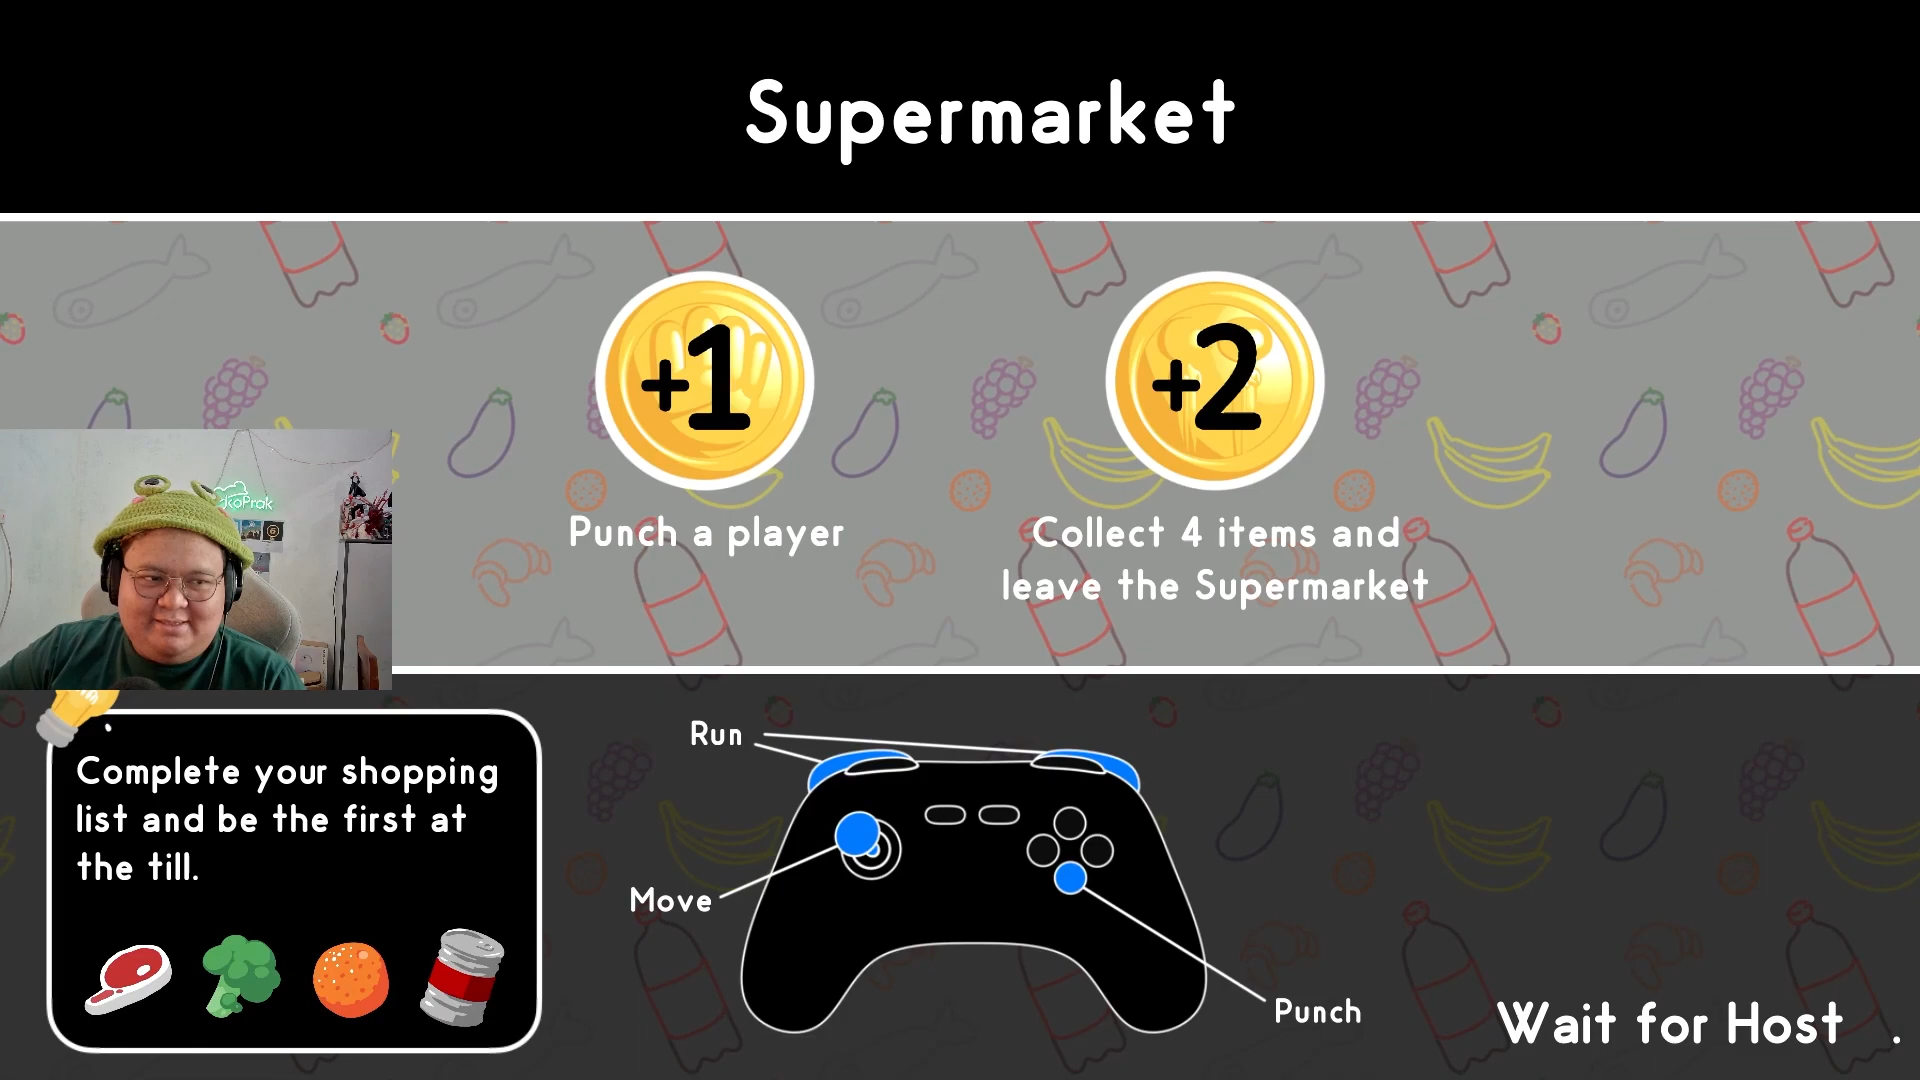 Supermarket
+1
+2
Punch a player
Collect 4 items and
leave the Supermarket
Run
Complete your shopping
list and be the first at
the till.
Move
Punch
Wait for Host .